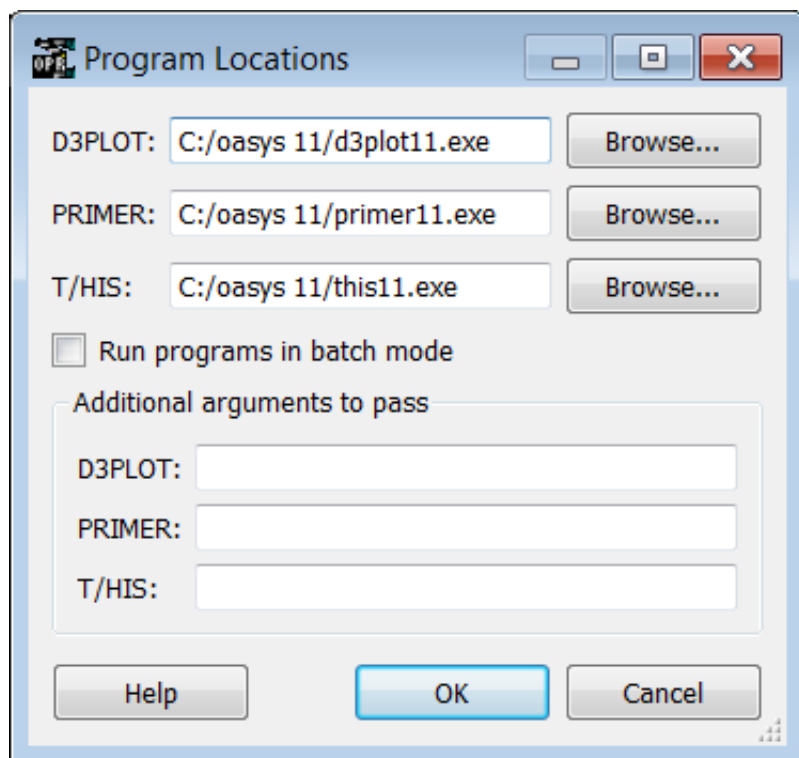 Program Locations
D3PLOT: C:/oasys 11/d3plot11.exe Browse...
PRIMER: C:/oasys 11/primer11.exe Browse...
T/HIS: C:/oasys 11/this11.exe Browse...
Run programs in batch mode
Additional arguments to pass
D3PLOT:
PRIMER:
T/HIS:
Help OK Cancel